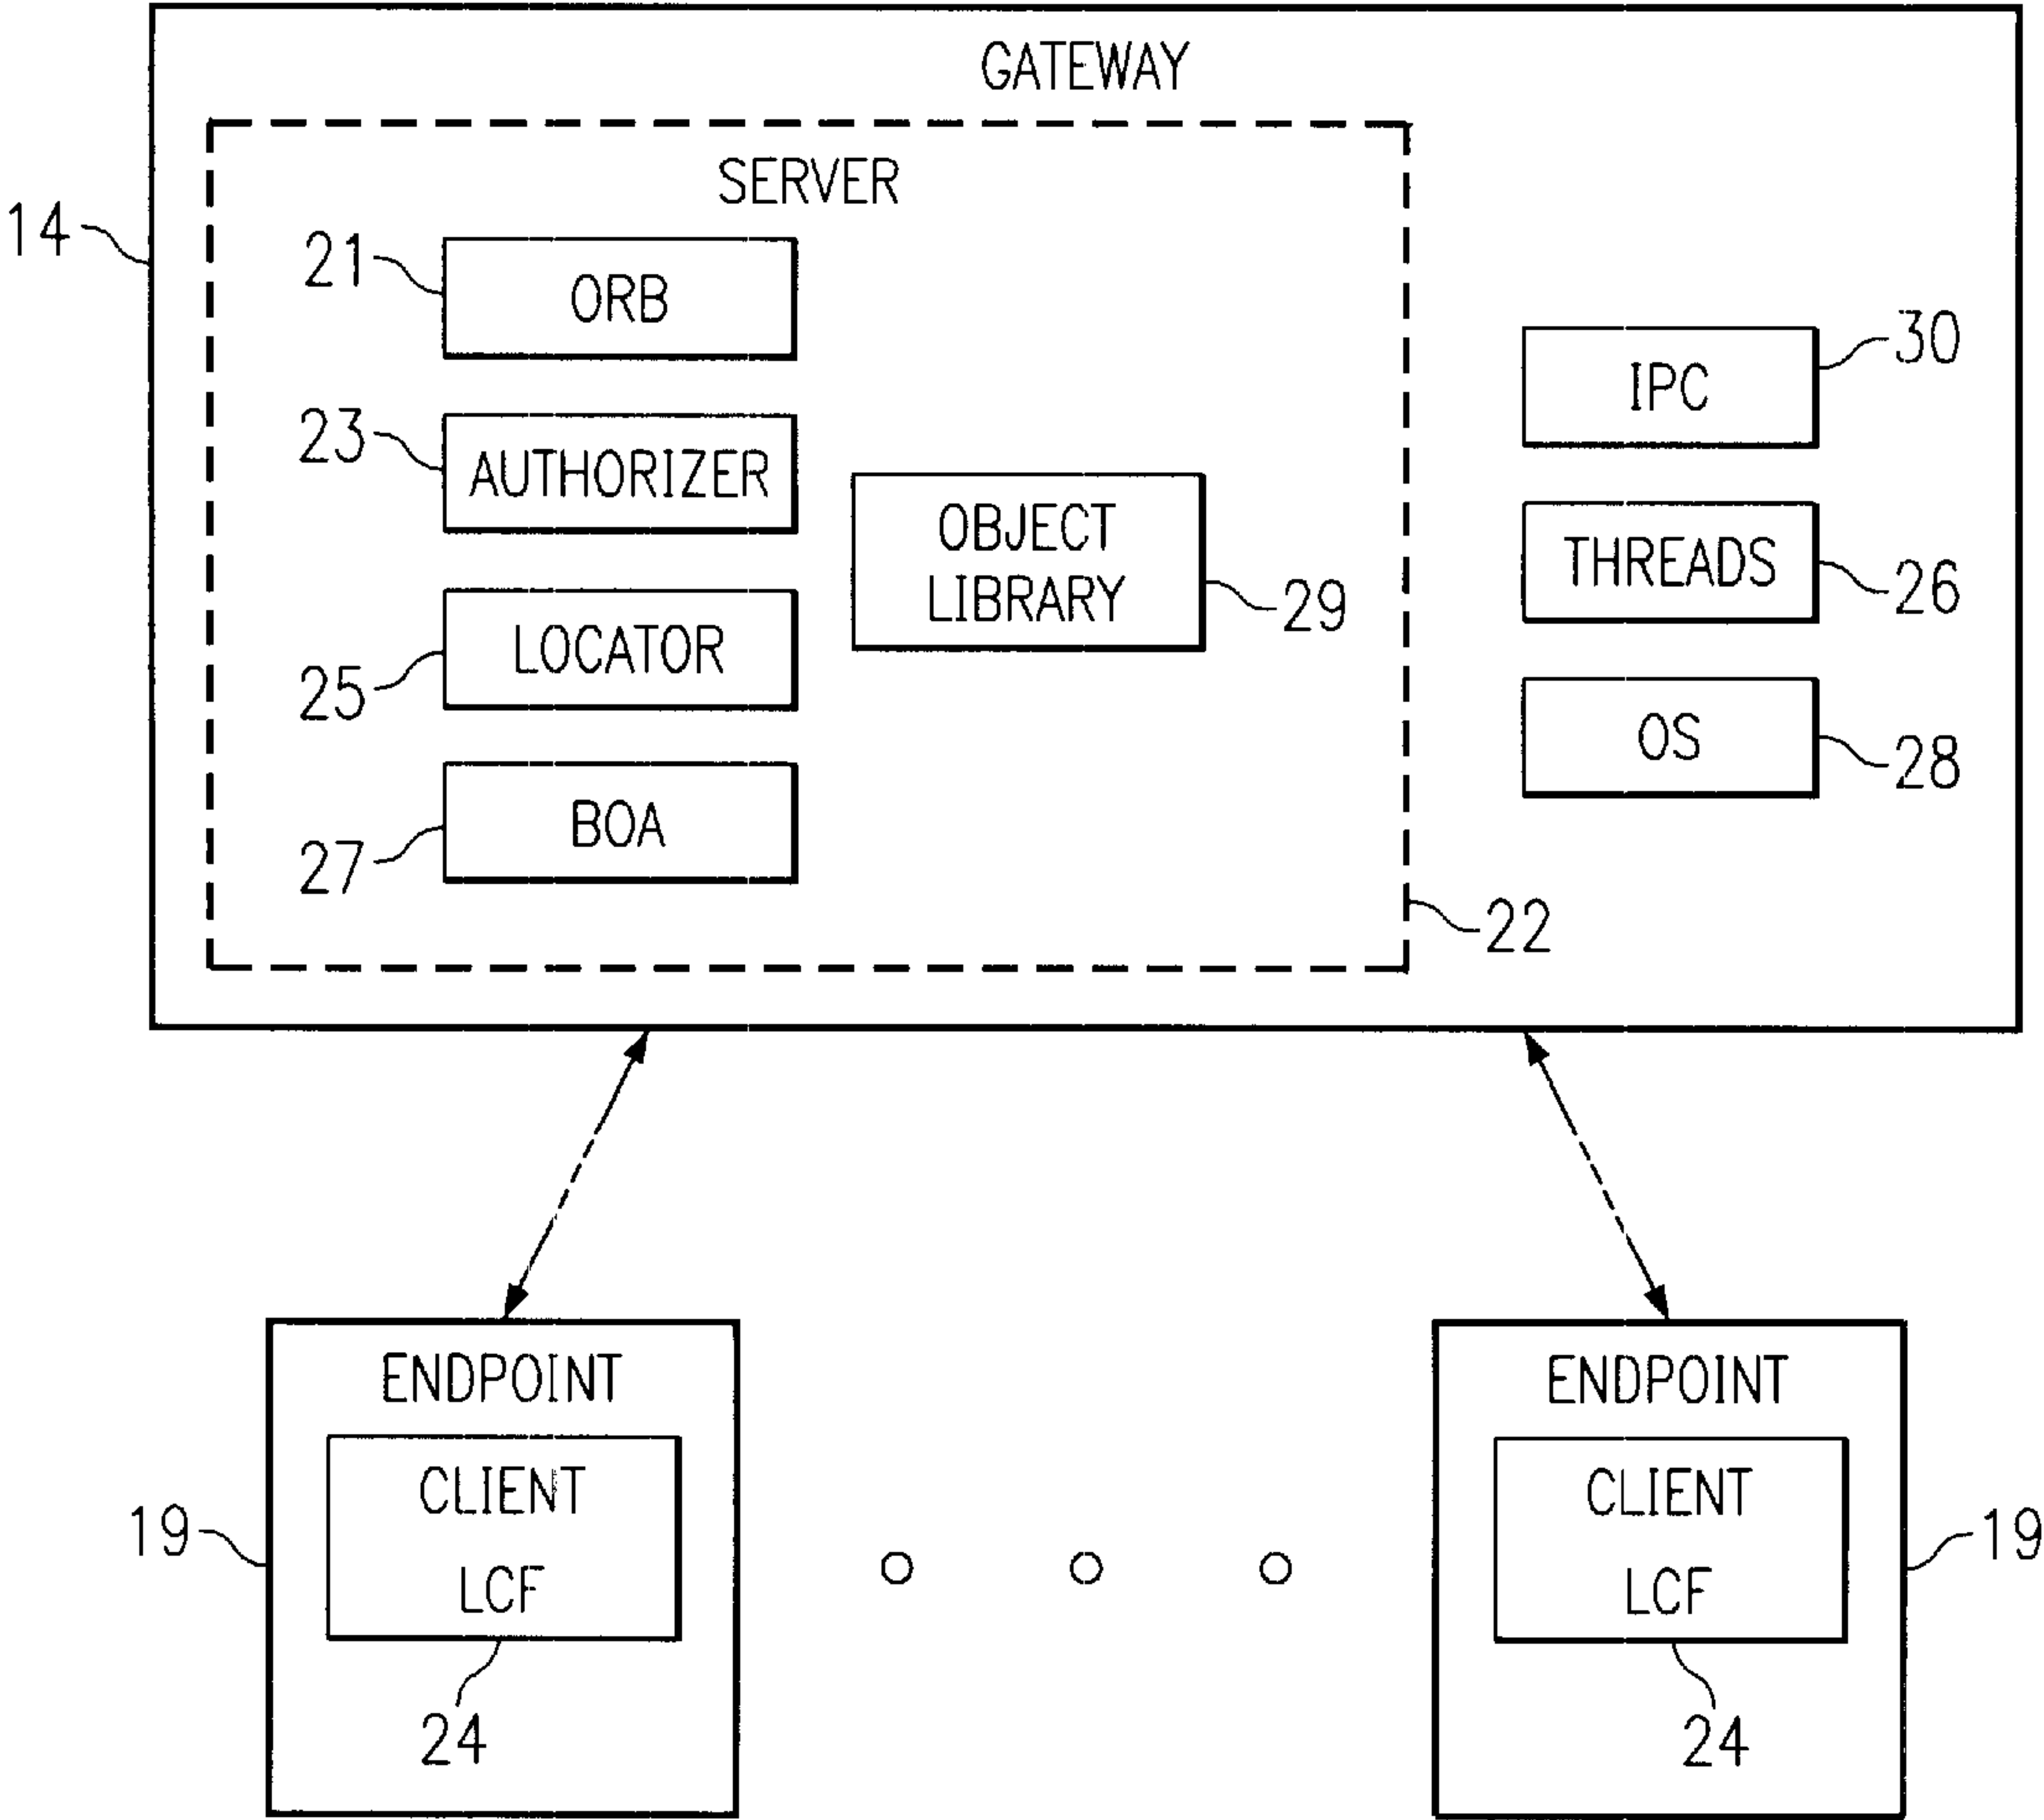 GATEWAY
SERVER
14
21
ORB
30
IPC
23
AUTHORIZER
OBJECT
LIBRARY
29
THREADS
26
25
LOCATOR
OS
28
27
BOA
22
ENDPOINT
CLIENT
LCF
19
24
ENDPOINT
CLIENT
LCF
19
24